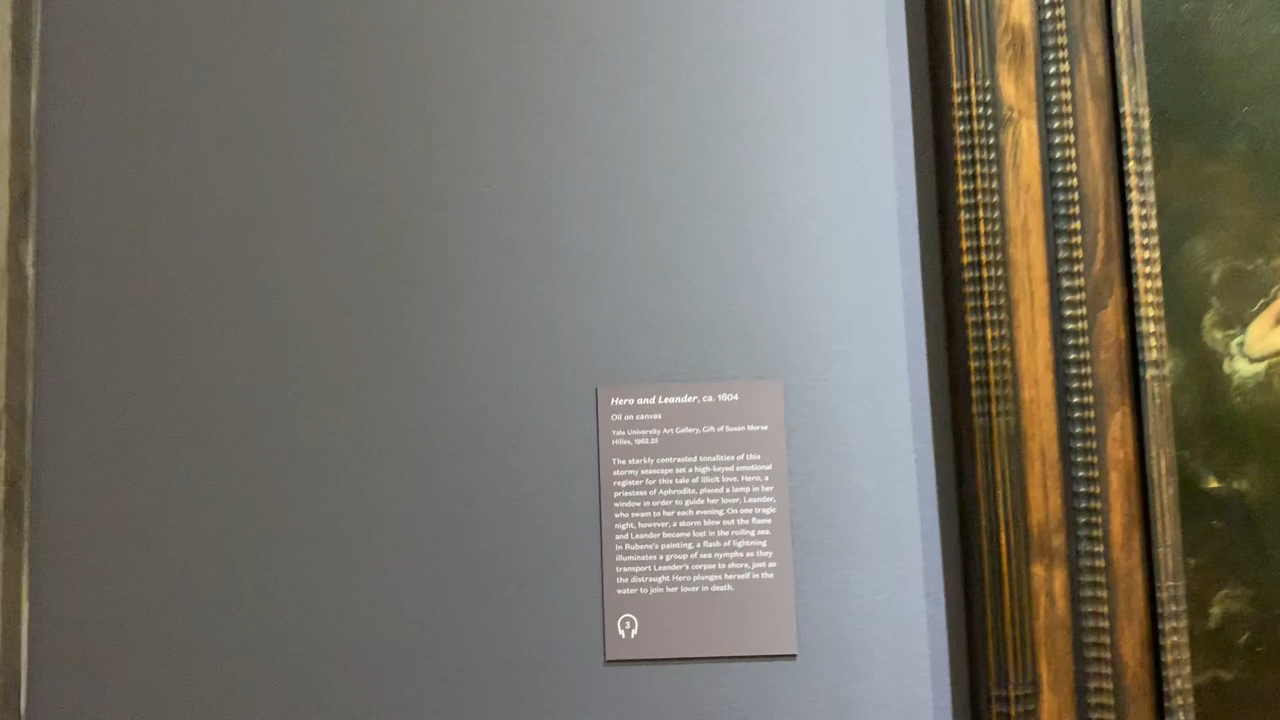 Hero and Leander, ca. 1604
Oil on canvas
Yale University Art Gallery, Gift of Susan Morse
Hilles, 1962.25
The starkly contrasted tonalities of this
stormy seascape set a high-keyed emotional
register for this tale of illicit love. Hero, a
priestess of Aphrodite, placed a lamp in her
window in order to guide her lover, Leander,
who swam to her each evening. On one tragic
night, however, a storm blew out the flame
and Leander became lost in the roiling sea.
In Rubens's painting, a flash of lightning
illuminates a group of sea nymphs as they
transport Leander's corpse to shore, just as
the distraught Hero plunges herself in the
water to join her lover in death.
3